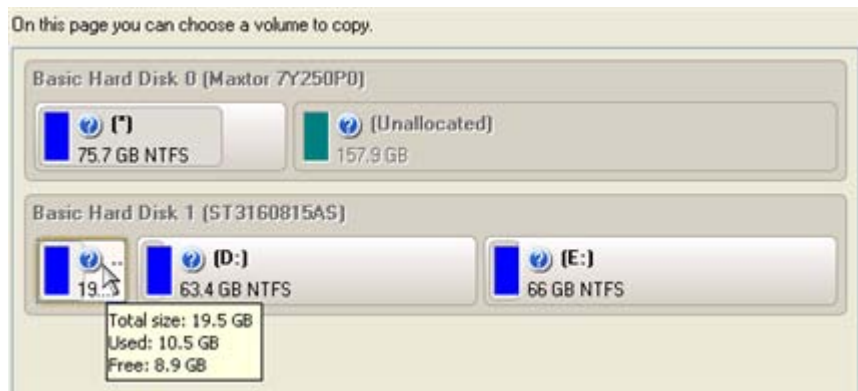 On this page you can choose a volume to copy.
Basic Hard Disk 0 (Maxtor 7Y250P0)
(*)
75.7 GB NTFS
(Unallocated)
157.9 GB
Basic Hard Disk 1 (ST3160815AS)
...
19...S
(D:)
63.4 GB NTFS
(E:)
66 GB NTFS
Total size: 19.5 GB
Used: 10.5 GB
Free: 8.9 GB